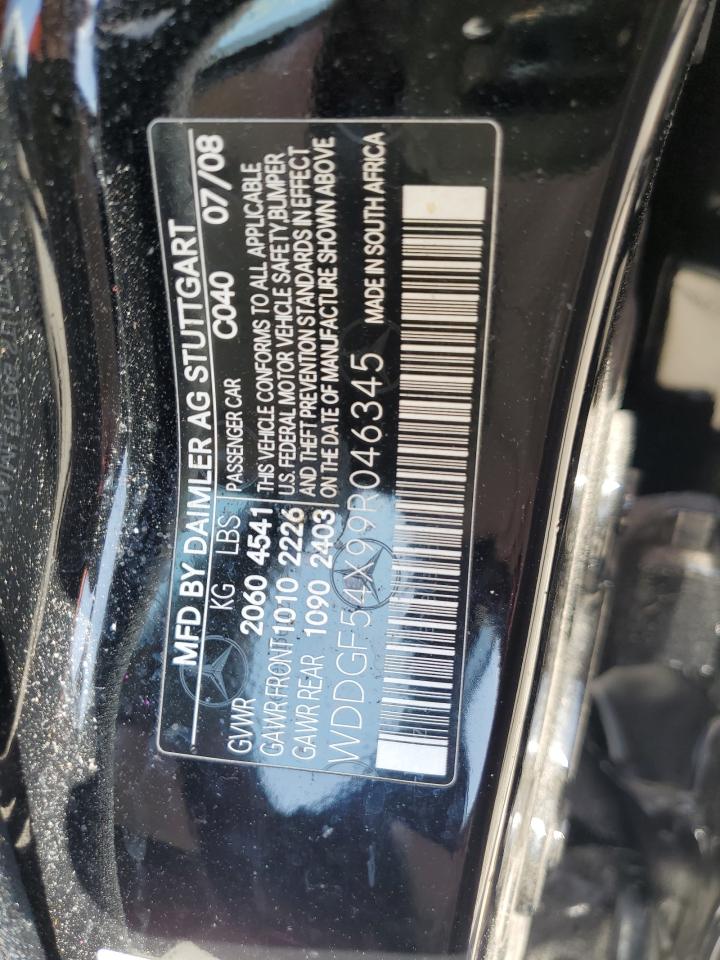 MFD BY DAIMLER AG STUTTGART
KG LBS PASSENGER CAR C040 07/08
GVWR 2060 4541 THIS VEHICLE CONFORMS TO ALL APPLICABLE
GAWR FRONT 1010 2226 U.S. FEDERAL MOTOR VEHICLE SAFETY,BUMPER
GAWR REAR 1090 2403 AND THEFT PREVENTION STANDARDS IN EFFECT
ON THE DATE OF MANUFACTURE SHOWN ABOVE
WDDGF54X99R046345 MADE IN SOUTH AFRICA